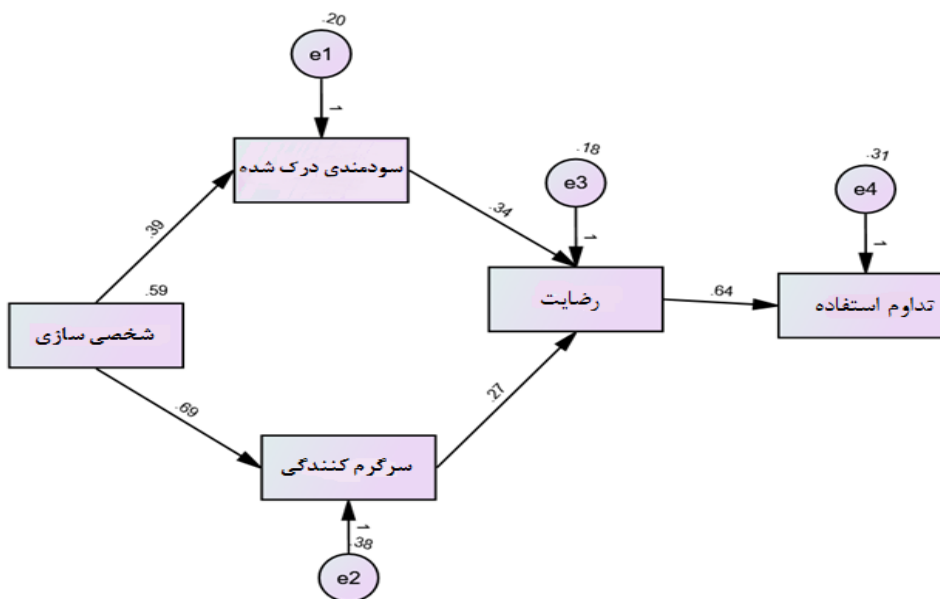 .20
e1
1
سودمندی درک شده
.18
e3
1
.31
e4
1
.39
.34
.59
شخصی سازی
رضایت
.64
تداوم استفاده
.69
.27
سرگرم کنندگی
1
.38
e2